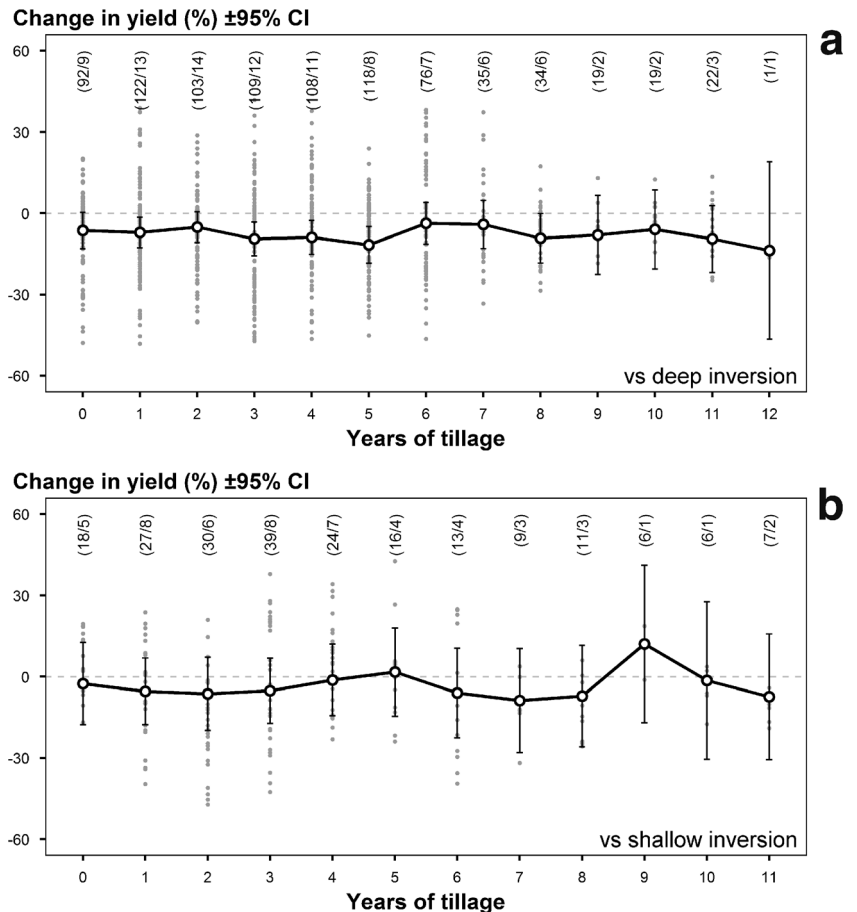 Change in yield (%) ±95% CI
a
60
30
0
-30
-60
(92/9) (122/13) (103/14) (109/12) (108/11) (118/8) (76/7) (35/6) (34/6) (19/2) (19/2) (22/3) (1/1)
vs deep inversion
0 1 2 3 4 5 6 7 8 9 10 11 12
Years of tillage
Change in yield (%) ±95% CI
b
60
30
0
-30
-60
(18/5) (27/8) (30/6) (39/8) (24/7) (16/4) (13/4) (9/3) (11/3) (6/1) (6/1) (7/2)
vs shallow inversion
0 1 2 3 4 5 6 7 8 9 10 11
Years of tillage